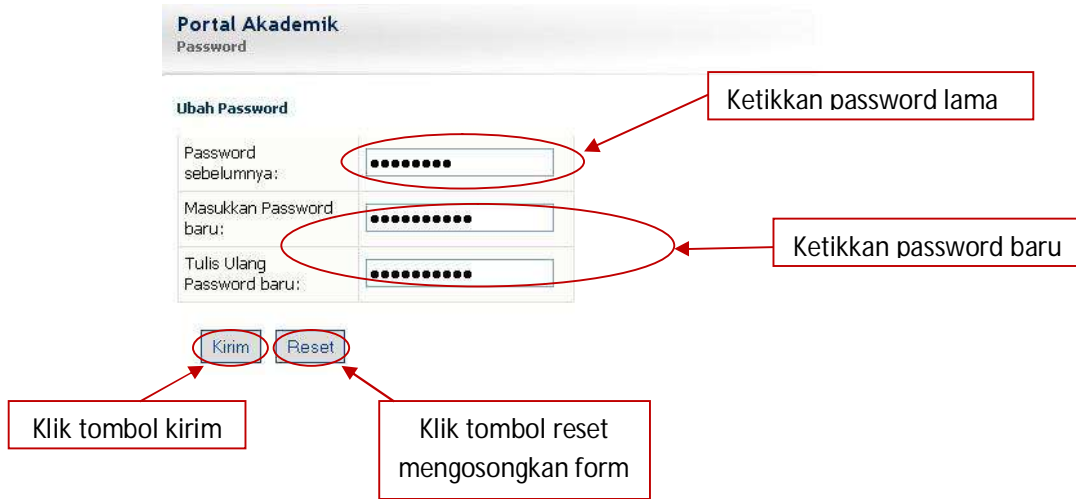 Portal Akademik
Password
Ubah Password
Ketikkan password lama
Password
sebelumnya:
Masukkan Password
baru:
Ketikkan password baru
Tulis Ulang
Password baru:
Kirim
Reset
Klik tombol kirim
Klik tombol reset
mengosongkan form